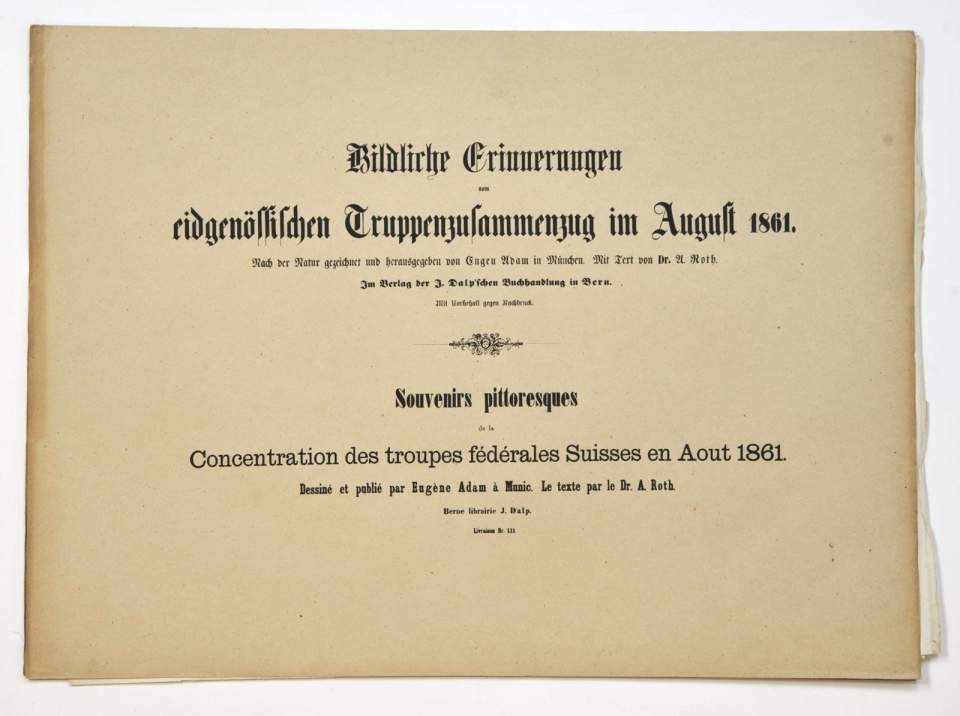 Bildliche Erinnerungen
vom
eidgenössischen Truppenzusammenzug im August 1861.
Nach der Natur gezeichnet und herausgegeben von Eugen Adam in München. Mit Text von Dr. A. Roth.
Im Verlag der J. Dalp'schen Buchhandlung in Bern.
Mit Vorbehalt gegen Nachdruck.
Souvenirs pittoresques
de la
Concentration des troupes fédérales Suisses en Aout 1861.
Dessiné et publié par Eugène Adam à Munic. Le texte par le Dr. A. Roth.
Berne librairie J. Dalp.
Livraison Nr. III